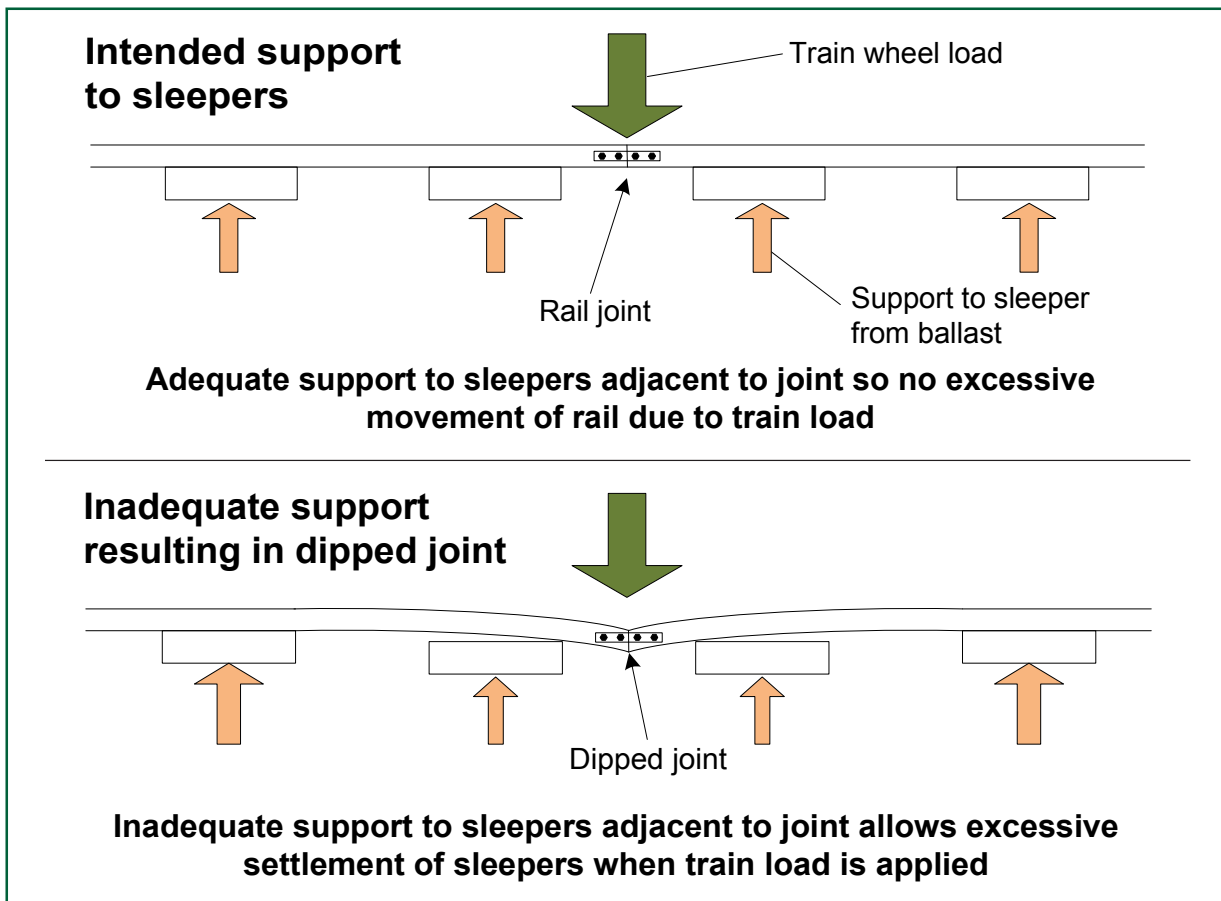 Intended support
to sleepers
Train wheel load
Rail joint
Support to sleeper
from ballast
Adequate support to sleepers adjacent to joint so no excessive
movement of rail due to train load
Inadequate support
resulting in dipped joint
Dipped joint
Inadequate support to sleepers adjacent to joint allows excessive
settlement of sleepers when train load is applied